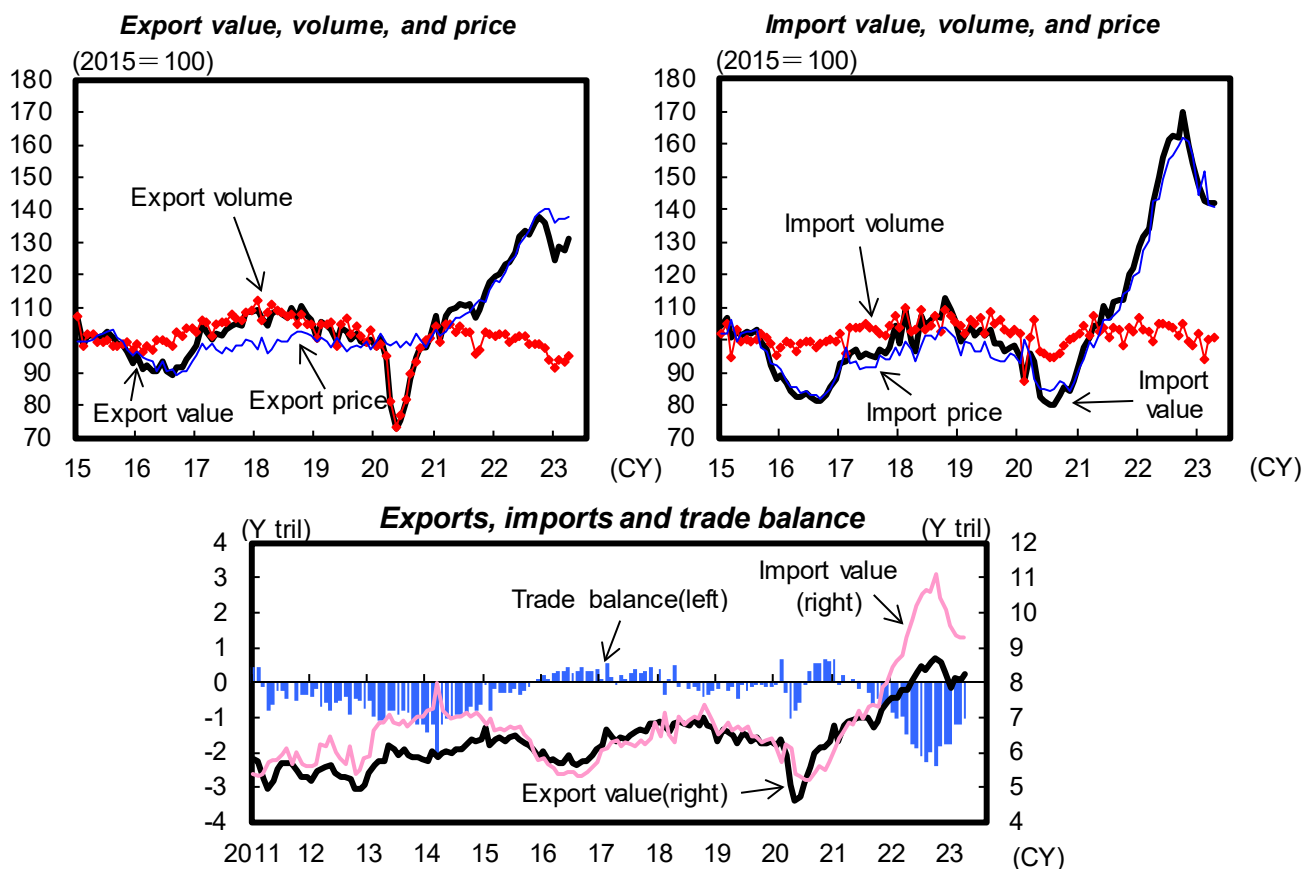 Export value, volume, and price
(2015＝100)
180
170
160
150
140
130
120
110
100
90
80
70
Export volume
Export value
Export price
15 16 17 18 19 20 21 22 23 (CY)
Import value, volume, and price
(2015＝100)
180
170
160
150
140
130
120
110
100
90
80
70
Import volume
Import price
Import
value
15 16 17 18 19 20 21 22 23 (CY)
Exports, imports and trade balance
(Y tril)
(Y tril)
4
3
2
1
0
-1
-2
-3
-4
Trade balance(left)
Import value
(right)
Export value(right)
12
11
10
9
8
7
6
5
4
2011 12 13 14 15 16 17 18 19 20 21 22 23 (CY)